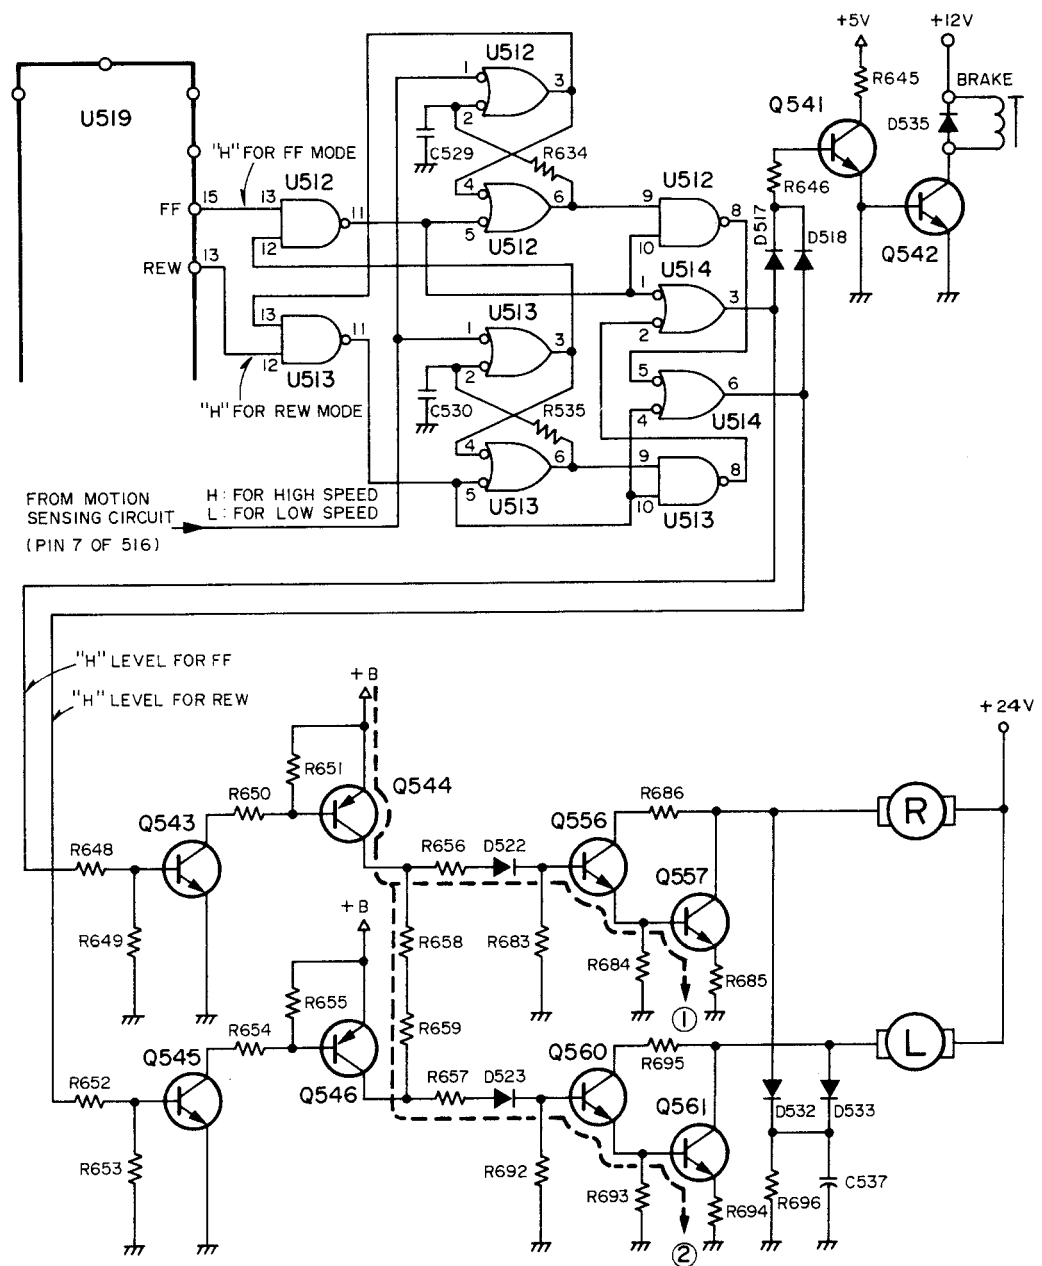 +5V
+12V
U512
1
3
2
R645
BRAKE
Q541
D535
U519
C529
R634
"H" FOR FF MODE
R646
U512
4
6
5
U512
U512
9
8
10
FF
15
13
11
12
D517
D518
Q542
REW
13
U514
1
3
2
U513
13
11
12
U513
1
3
2
5
6
4
U514
"H" FOR REW MODE
C530
R535
4
6
5
U513
9
8
10
U513
FROM MOTION
SENSING CIRCUIT
(PIN 7 OF 516)
H: FOR HIGH SPEED
L: FOR LOW SPEED
"H" LEVEL FOR FF
"H" LEVEL FOR REW
+B
+24V
R651
Q544
R650
Q543
R648
R649
R656
D522
Q556
R686
R
Q557
+B
R658
R683
R684
R685
1
R655
R659
R654
Q545
Q546
R652
R653
R657
D523
Q560
R695
L
Q561
D532
D533
R692
R693
R694
R696
C537
2